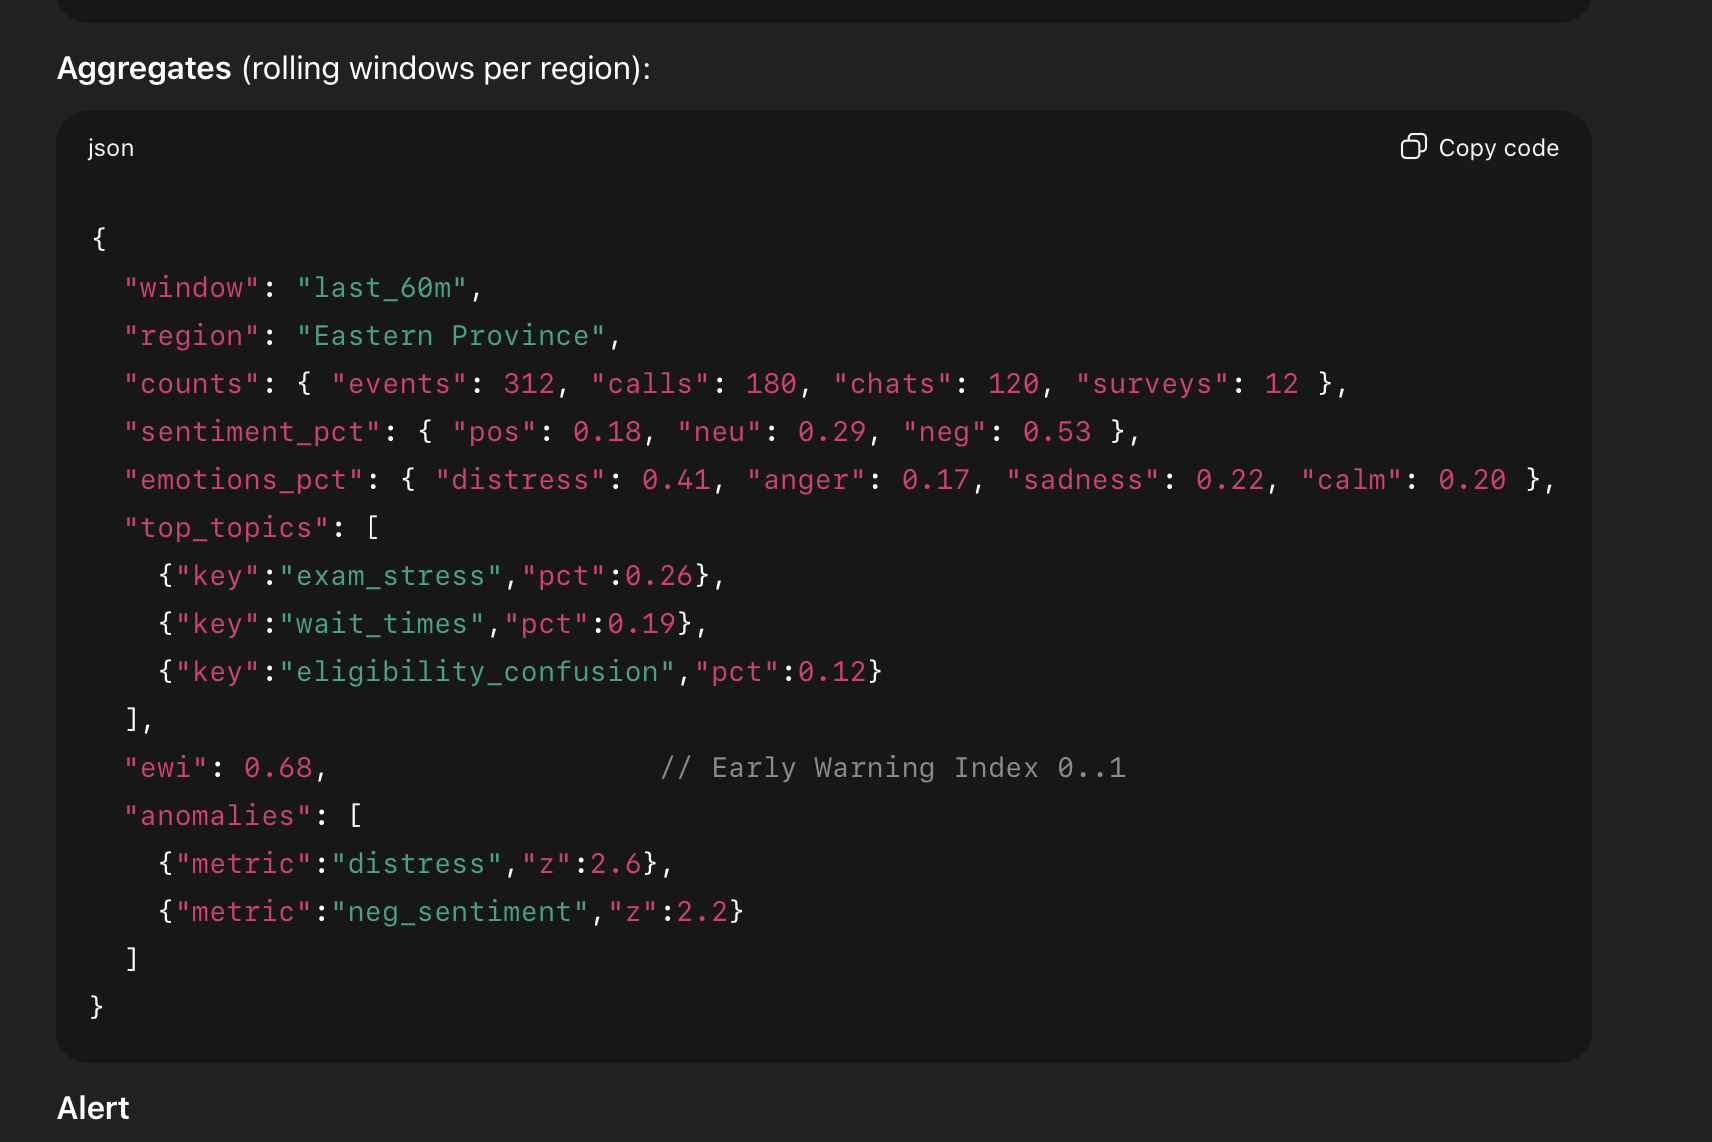 Aggregates (rolling windows per region):
json
Copy code
{
  "window": "last_60m",
  "region": "Eastern Province",
  "counts": { "events": 312, "calls": 180, "chats": 120, "surveys": 12 },
  "sentiment_pct": { "pos": 0.18, "neu": 0.29, "neg": 0.53 },
  "emotions_pct": { "distress": 0.41, "anger": 0.17, "sadness": 0.22, "calm": 0.20 },
  "top_topics": [
    {"key":"exam_stress","pct":0.26},
    {"key":"wait_times","pct":0.19},
    {"key":"eligibility_confusion","pct":0.12}
  ],
  "ewi": 0.68,                    // Early Warning Index 0..1
  "anomalies": [
    {"metric":"distress","z":2.6},
    {"metric":"neg_sentiment","z":2.2}
  ]
}
Alert